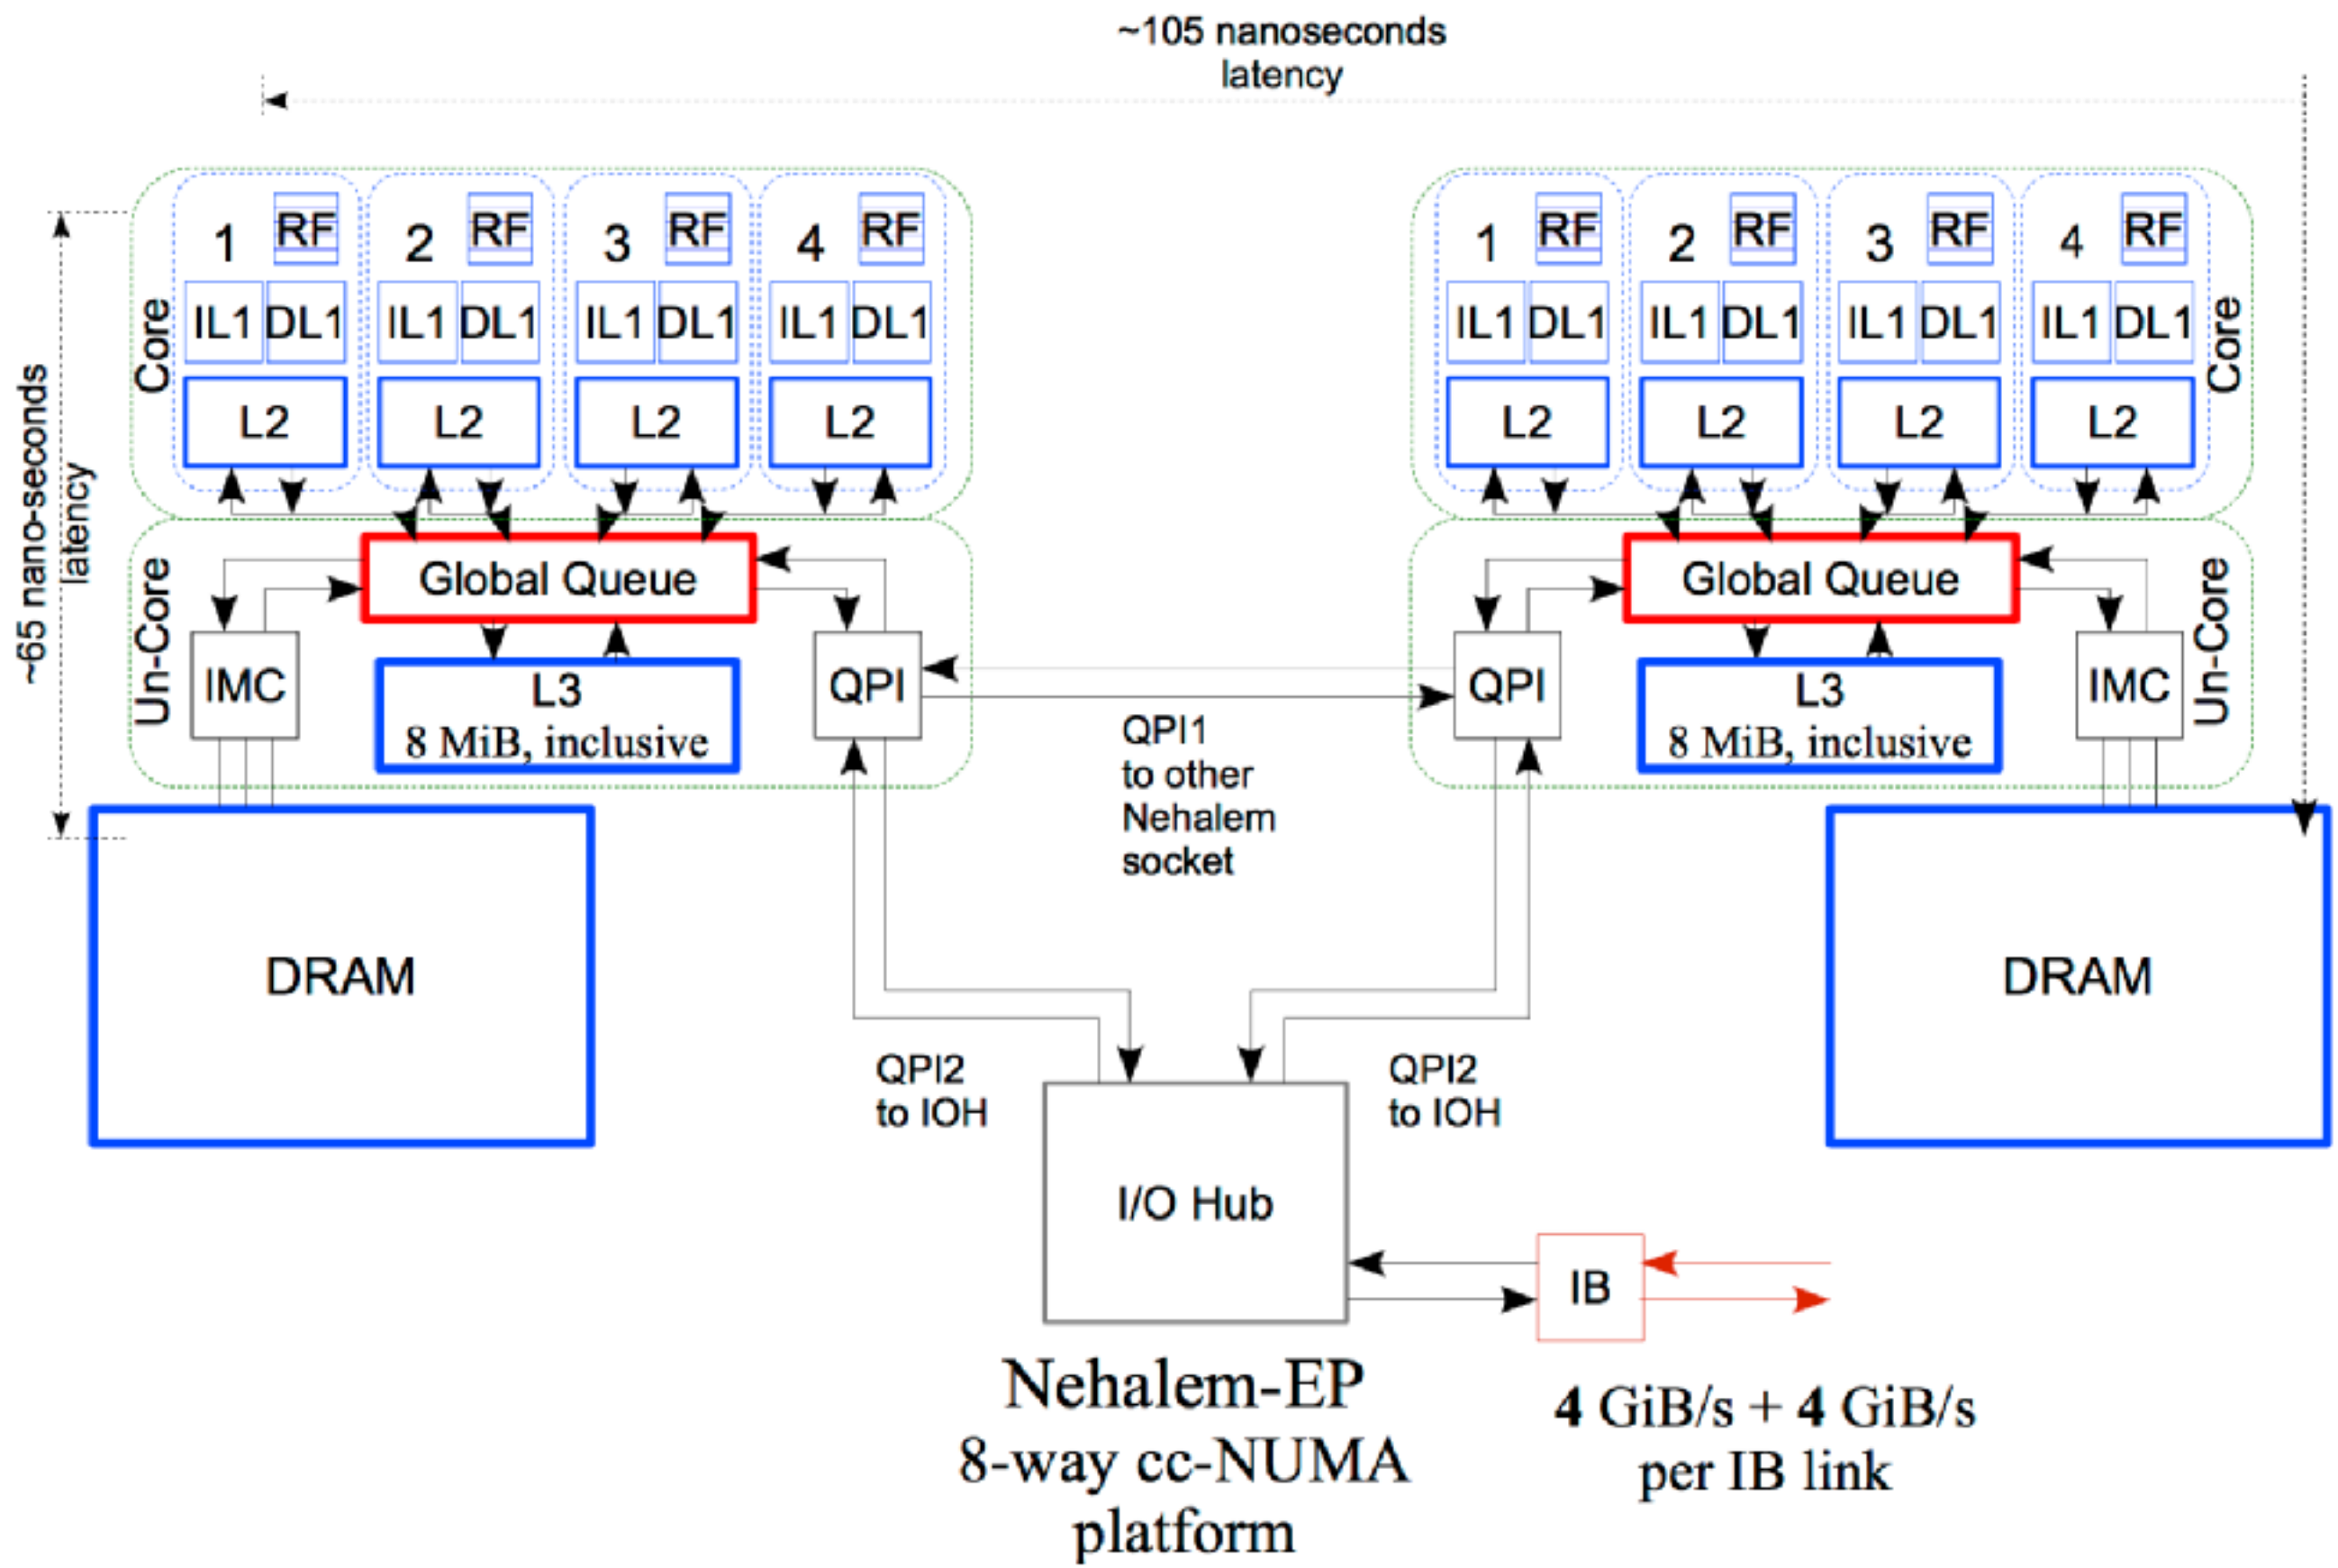 ~105 nanoseconds
latency
1 RF 2 RF 3 RF 4 RF
IL1 DL1 IL1 DL1 IL1 DL1 IL1 DL1
L2 L2 L2 L2
Core
~65 nano-seconds
latency
Un-Core
Global Queue
IMC
L3
8 MiB, inclusive
QPI
DRAM
1 RF 2 RF 3 RF 4 RF
IL1 DL1 IL1 DL1 IL1 DL1 IL1 DL1
L2 L2 L2 L2
Core
Global Queue
QPI
L3
8 MiB, inclusive
IMC
Un-Core
DRAM
QPI1
to other
Nehalem
socket
QPI2
to IOH
QPI2
to IOH
I/O Hub
IB
Nehalem-EP
8-way cc-NUMA
platform
4 GiB/s + 4 GiB/s
per IB link